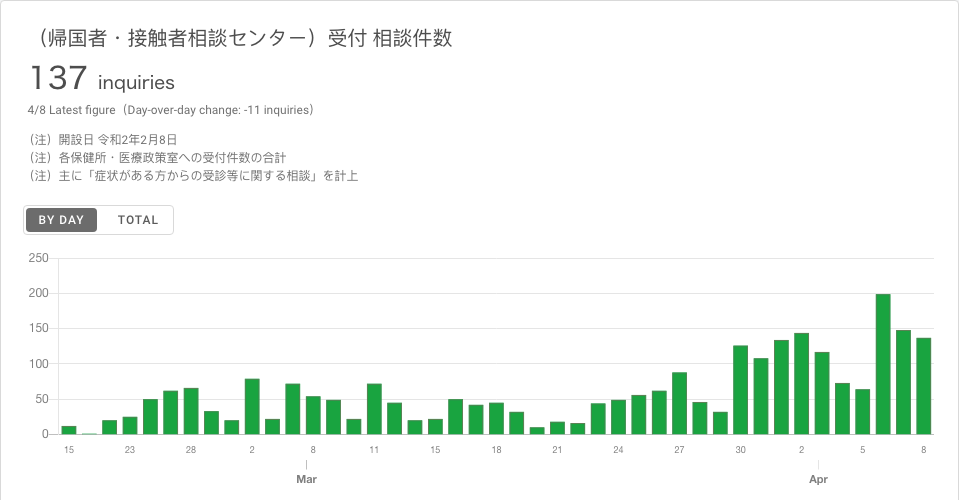 （帰国者・接触者相談センター）受付 相談件数
137 inquiries
4/8 Latest figure（Day-over-day change: -11 inquiries）
（注）開設日 令和2年2月8日
（注）各保健所・医療政策室への受付件数の合計
（注）主に「症状がある方からの受診等に関する相談」を計上
BY DAY TOTAL
250
200
150
100
50
0
15 23 28 2 8 11 15 18 21 24 27 30 2 5 8
Mar Apr